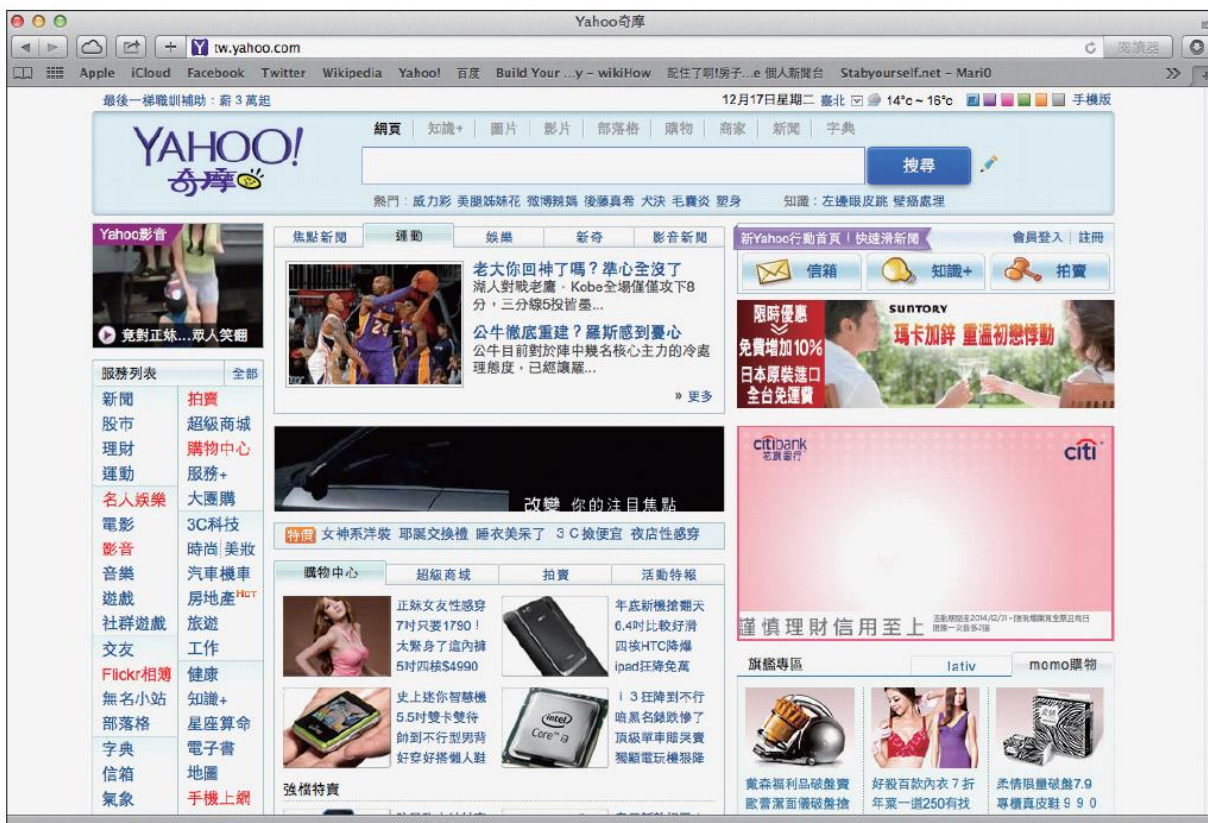 Yahoo奇摩
tw.yahoo.com
閱讀器
Apple iCloud Facebook Twitter Wikipedia Yahoo! 百度 Build Your ...y – wikiHow 記住了啊!房子...e 個人新聞台 Stabyourself.net – Mari0
最後一梯職訓補助：薪3萬起
12月17日星期二 臺北 14°c ~ 16°c 手機版
YAHOO!
奇摩
網頁 知識+ 圖片 影片 部落格 購物 商家 新聞 字典
搜尋
熱門：威力彩 美腿姊妹花 微博辣媽 後藤真希 犬決 毛囊炎 塑身 知識：左邊眼皮跳 壁癌處理
Yahoo影音
竟對正妹...眾人笑翻
焦點新聞 運動 娛樂 新奇 影音新聞
老大你回神了嗎？準心全沒了
湖人對戰老鷹，Kobe全場僅僅攻下8
分，三分線5投皆墨...
公牛徹底重建？羅斯感到憂心
公牛目前對於陣中幾名核心主力的冷處
理態度，已經讓羅...
» 更多
新Yahoo行動首頁！快速滑新聞
會員登入 註冊
信箱 知識+ 拍賣
限時優惠
免費增加10%
日本原裝進口
全台免運費
SUNTORY
瑪卡加鋅 重溫初戀悸動
服務列表 全部
新聞 拍賣
股市 超級商城
理財 購物中心
運動 服務+
名人娛樂 大團購
電影 3C科技
影音 時尚 美妝
音樂 汽車機車
遊戲 房地產 HOT
社群遊戲 旅遊
交友 工作
Flickr相簿 健康
無名小站 知識+
部落格 星座算命
字典 電子書
信箱 地圖
氣象 手機上網
改變 你的注目焦點
特價 女神系洋裝 耶誕交換禮 睡衣美呆了 3C撿便宜 夜店性感穿
購物中心 超級商城 拍賣 活動特報
正妹女友性感穿
7吋只要1790！
太緊身了這內褲
5吋四核$4990
年底新機搶翻天
6.4吋比較好滑
四核HTC降爆
ipad狂降免萬
史上迷你智慧機
5.5吋雙卡雙待
帥到不行型男背
好穿好搭懶人鞋
intel
Core™ i3
i3狂降到不行
暗黑名錶跌慘了
頂級單車賠哭賣
獨顯電玩機狠降
強檔特賣
citibank
花旗銀行
citi
謹慎理財信用至上
旗艦專區 lativ momo購物
戴森福利品破盤賣
歐蕾潔面儀破盤搶
好殺百款內衣7折
年菜一道250有找
柔情限量破盤7.9
專櫃真皮鞋990